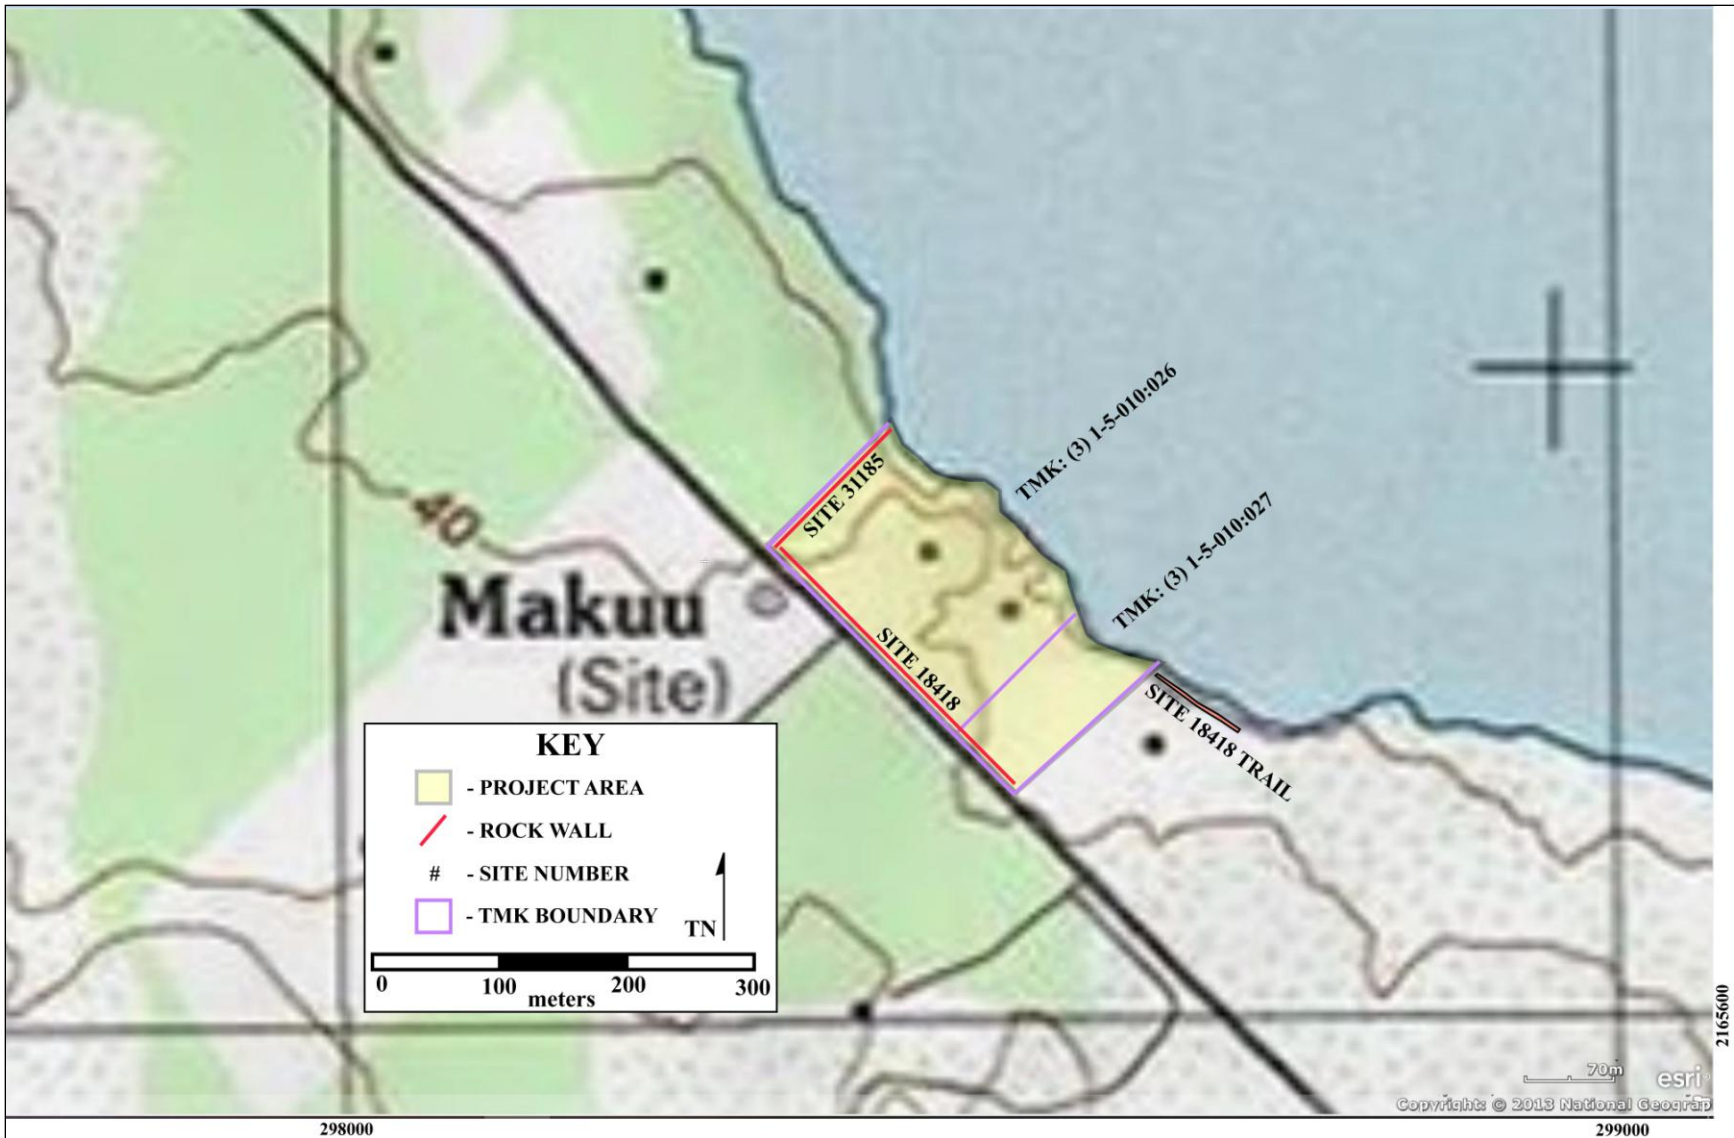 TMK: (3) 1-5-010:026
SITE 31185
TMK: (3) 1-5-010:027
40
Makuu
(Site)
SITE 18418
SITE 18418 TRAIL
KEY
- PROJECT AREA
- ROCK WALL
# - SITE NUMBER
- TMK BOUNDARY
TN
0 100 200 300
meters
2165600
70m
esri
Copyright: © 2013 National Geograp
298000
299000